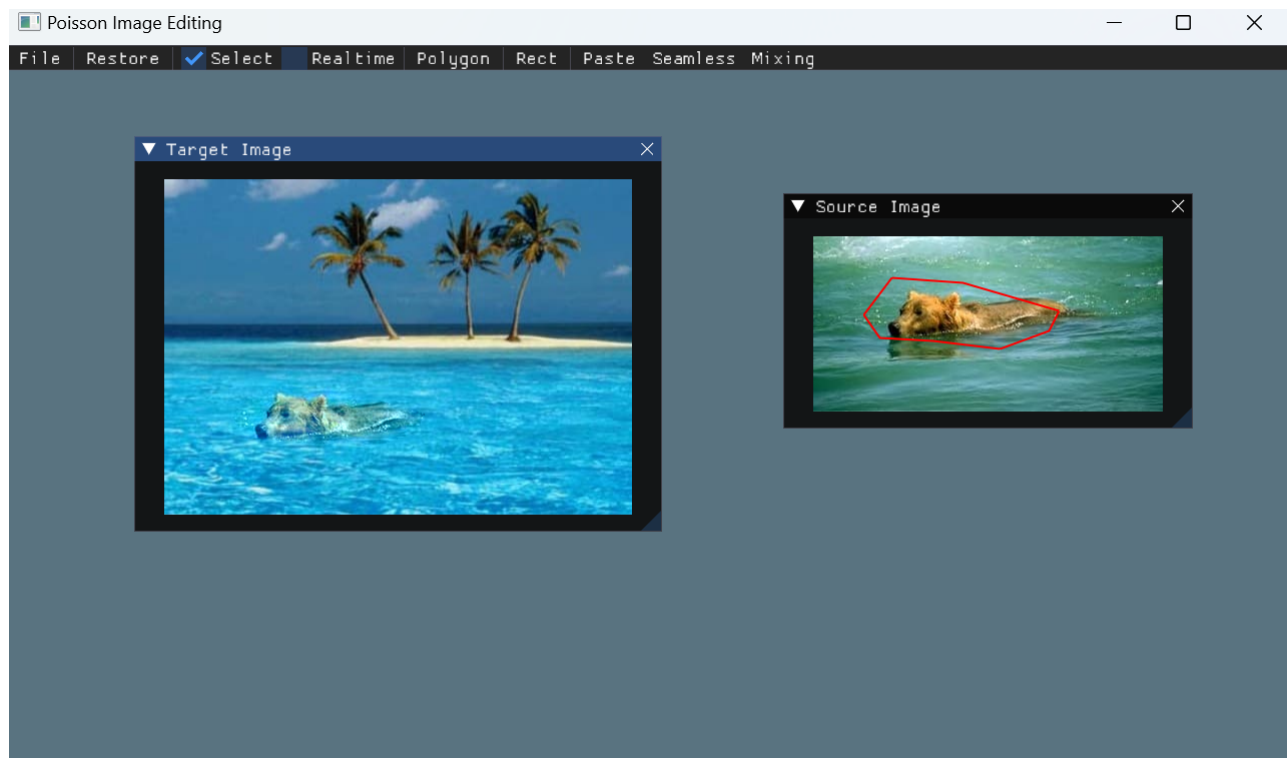 Poisson Image Editing
File Restore Select Realtime Polygon Rect Paste Seamless Mixing
Target Image
Source Image